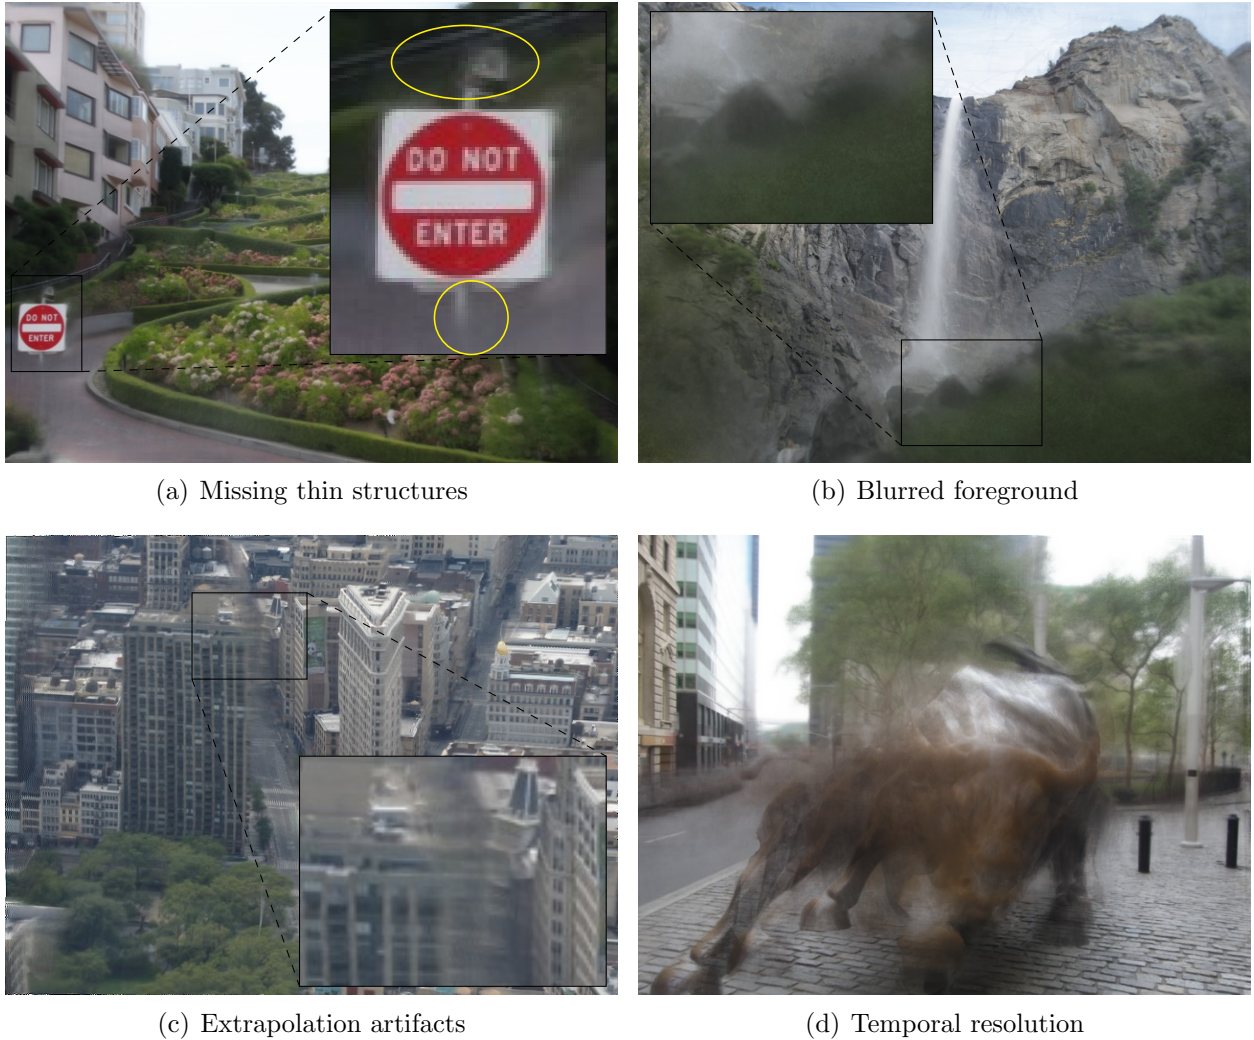 DO NOT
ENTER
DO NOT
ENTER
(a) Missing thin structures
(b) Blurred foreground
(c) Extrapolation artifacts
(d) Temporal resolution